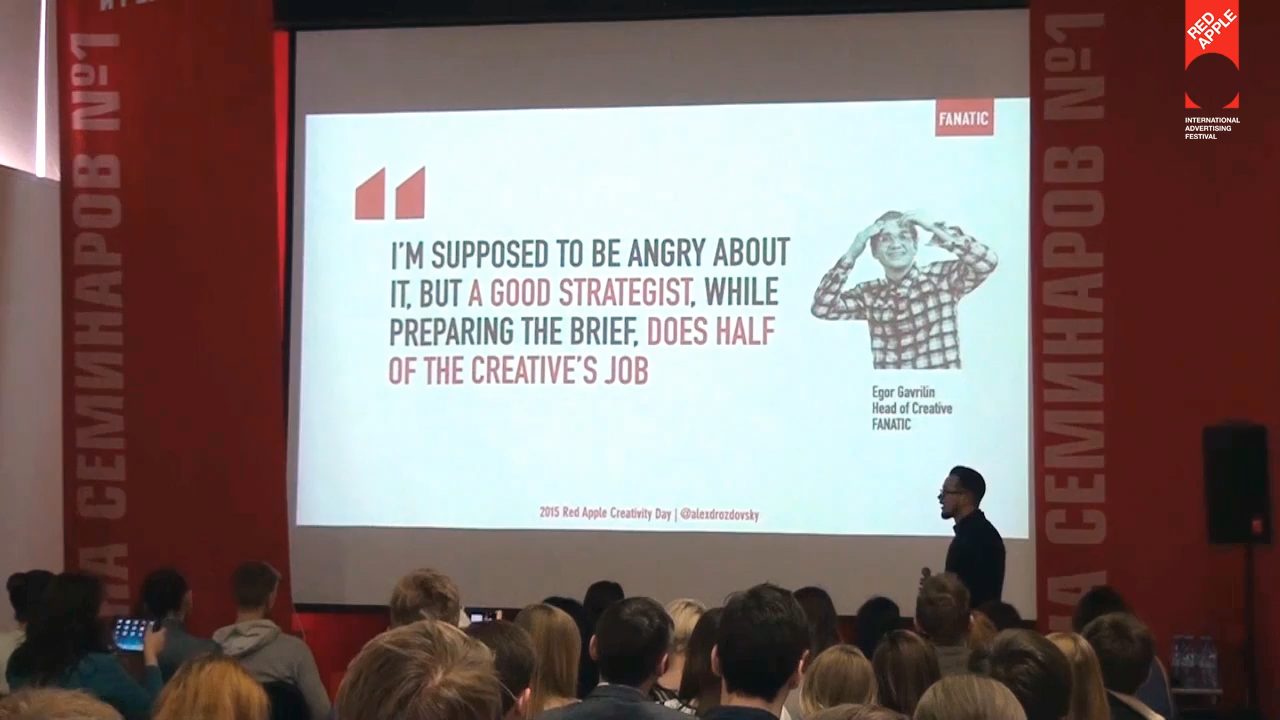 RED
APPLE
INTERNATIONAL
ADVERTISING
FESTIVAL
FANATIC
I'M SUPPOSED TO BE ANGRY ABOUT
IT, BUT A GOOD STRATEGIST, WHILE
PREPARING THE BRIEF, DOES HALF
OF THE CREATIVE'S JOB
Egor Gavrilin
Head of Creative
FANATIC
2015 Red Apple Creativity Day | @alexdrozdovsky
НА СЕМИНАРОВ №1
НА СЕМИНАРОВ №1